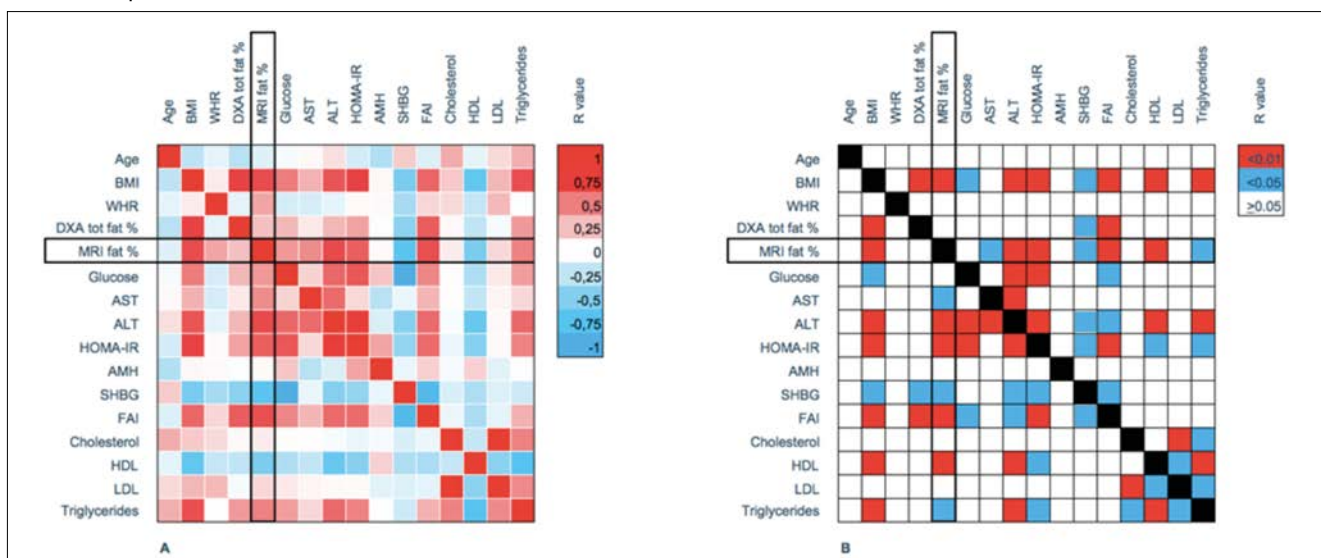 Age
BMI
WHR
DXA tot fat %
MRI fat %
Glucose
AST
ALT
HOMA-IR
AMH
SHBG
FAI
Cholesterol
HDL
LDL
Triglycerides
R value
Age
BMI
WHR
DXA tot fat %
MRI fat %
Glucose
AST
ALT
HOMA-IR
AMH
SHBG
FAI
Cholesterol
HDL
LDL
Triglycerides
1
0,75
0,5
0,25
0
-0,25
-0,5
-0,75
-1
A
Age
BMI
WHR
DXA tot fat %
MRI fat %
Glucose
AST
ALT
HOMA-IR
AMH
SHBG
FAI
Cholesterol
HDL
LDL
Triglycerides
R value
Age
BMI
WHR
DXA tot fat %
MRI fat %
Glucose
AST
ALT
HOMA-IR
AMH
SHBG
FAI
Cholesterol
HDL
LDL
Triglycerides
<0.01
<0.05
≥0.05
B